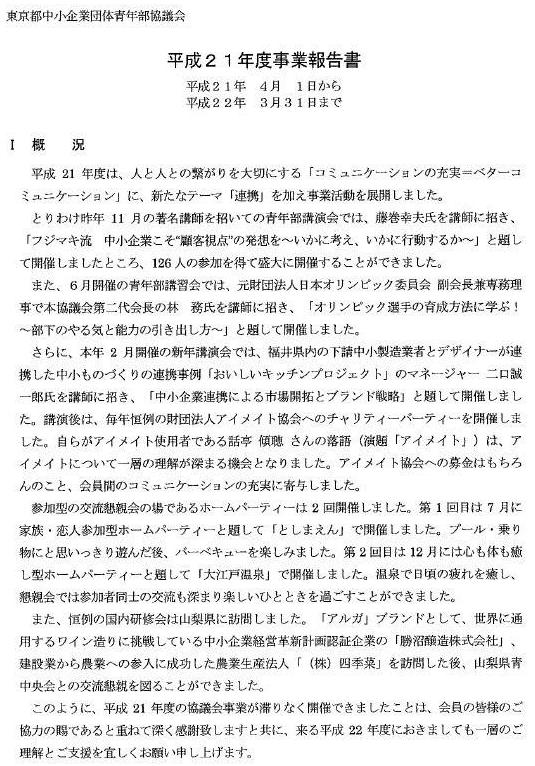 東京都中小企業団体青年部協議会
平成２１年度事業報告書
平成２１年　４月　１日から
平成２２年　３月３１日まで
Ⅰ　概　　況
平成 21 年度は、人と人との繋がりを大切にする「コミュニケーションの充実＝ベターコ
ミュニケーション」に、新たなテーマ「連携」を加え事業活動を展開しました。
とりわけ昨年 11 月の著名講師を招いての青年部講演会では、藤巻幸夫氏を講師に招き、
「フジマキ流　中小企業こそ“顧客視点”の発想を～いかに考え、いかに行動するか～」と題し
て開催しましたところ、126 人の参加を得て盛大に開催することができました。
また、６月開催の青年部講習会では、元財団法人日本オリンピック委員会 副会長兼専務理
事で本協議会第二代会長の林　務氏を講師に招き、「オリンピック選手の育成方法に学ぶ！
～部下のやる気と能力の引き出し方～」と題して開催しました。
さらに、本年 2 月開催の新年講演会では、福井県内の下請中小製造業者とデザイナーが連
携した中小ものづくりの連携事例「おいしいキッチンプロジェクト」のマネージャー 二口誠
一郎氏を講師に招き、「中小企業連携による市場開拓とブランド戦略」と題して開催しまし
た。講演後は、毎年恒例の財団法人アイメイト協会へのチャリティーパーティーを開催しま
した。自らがアイメイト使用者である話亭 傾聴 さんの落語（演題「アイメイト」）は、ア
イメイトについて一層の理解が深まる機会となりました。アイメイト協会への募金はもちろ
んのこと、会員間のコミュニケーションの充実に寄与しました。
参加型の交流懇親会の場であるホームパーティーは 2 回開催しました。第 1 回目は 7 月に
家族・恋人参加型ホームパーティーと題して「としまえん」で開催しました。プール・乗り
物にと思いっきり遊んだ後、バーベキューを楽しみました。第 2 回目は 12 月には心も体も癒
し型ホームパーティーと題して「大江戸温泉」で開催しました。温泉で日頃の疲れを癒し、
懇親会では参加者同士の交流も深まり楽しいひとときを過ごすことができました。
また、恒例の国内研修会は山梨県に訪問しました。「アルガ」ブランドとして、世界に通
用するワイン造りに挑戦している中小企業経営革新計画認証企業の「勝沼醸造株式会社」、
建設業から農業への参入に成功した農業生産法人「（株）四季菜」を訪問した後、山梨県青
中央会との交流懇親を図ることができました。
このように、平成 21 年度の協議会事業が滞りなく開催できましたことは、会員の皆様のご
協力の賜であると重ねて深く感謝致しますと共に、来る平成 22 年度におきましても一層のご
理解とご支援を宜しくお願い申し上げます。